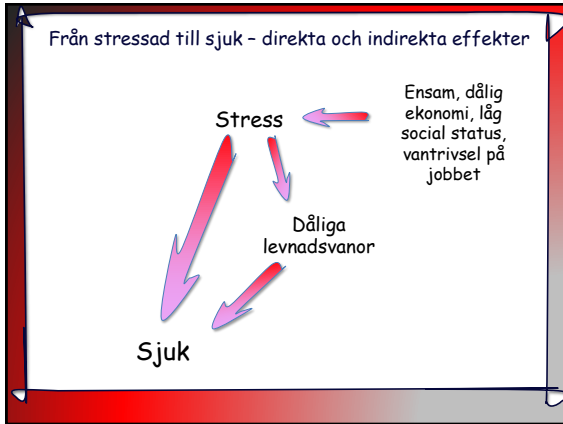 Från stressad till sjuk – direkta och indirekta effekter
Ensam, dålig
ekonomi, låg
social status,
vantrivsel på
jobbet
Stress
Dåliga
levnadsvanor
Sjuk